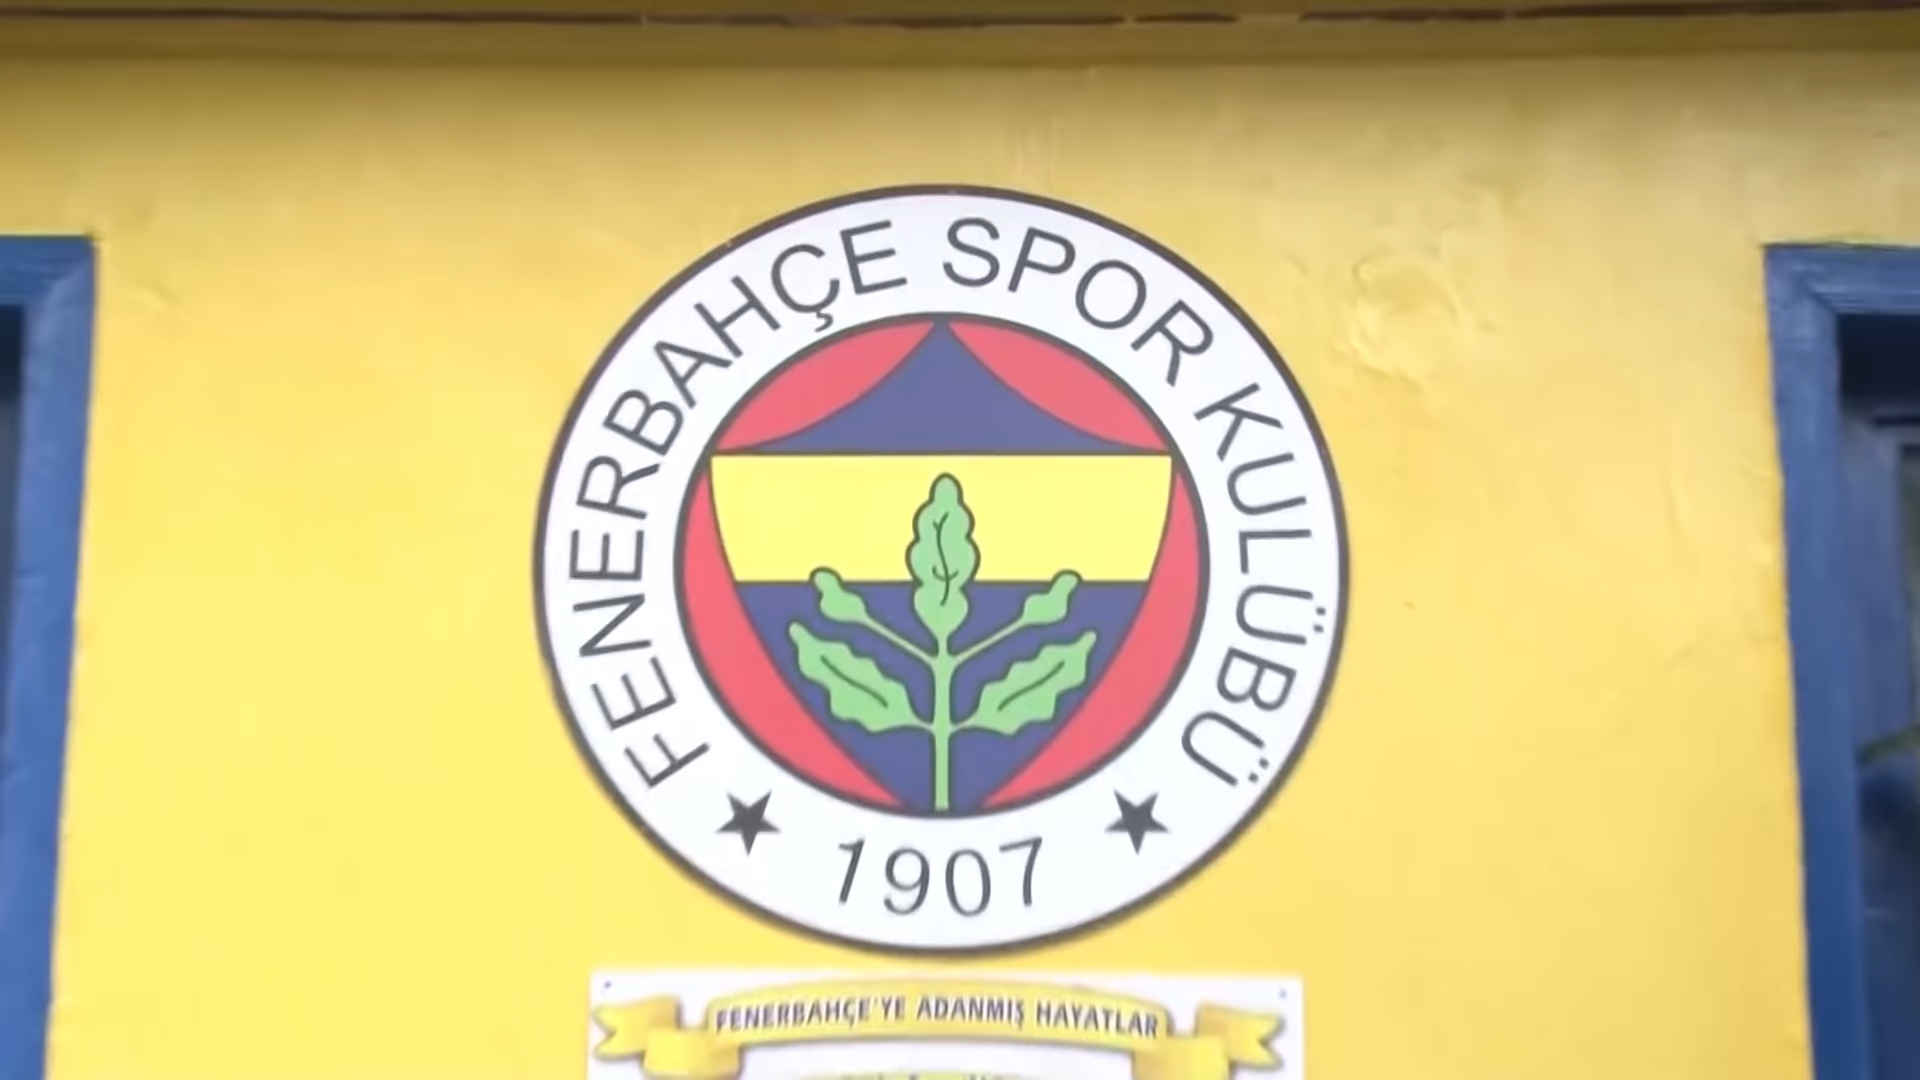 FENERBAHÇE SPOR KULÜBÜ
★ 1907 ★
FENERBAHÇE'YE ADANMIŞ HAYATLAR